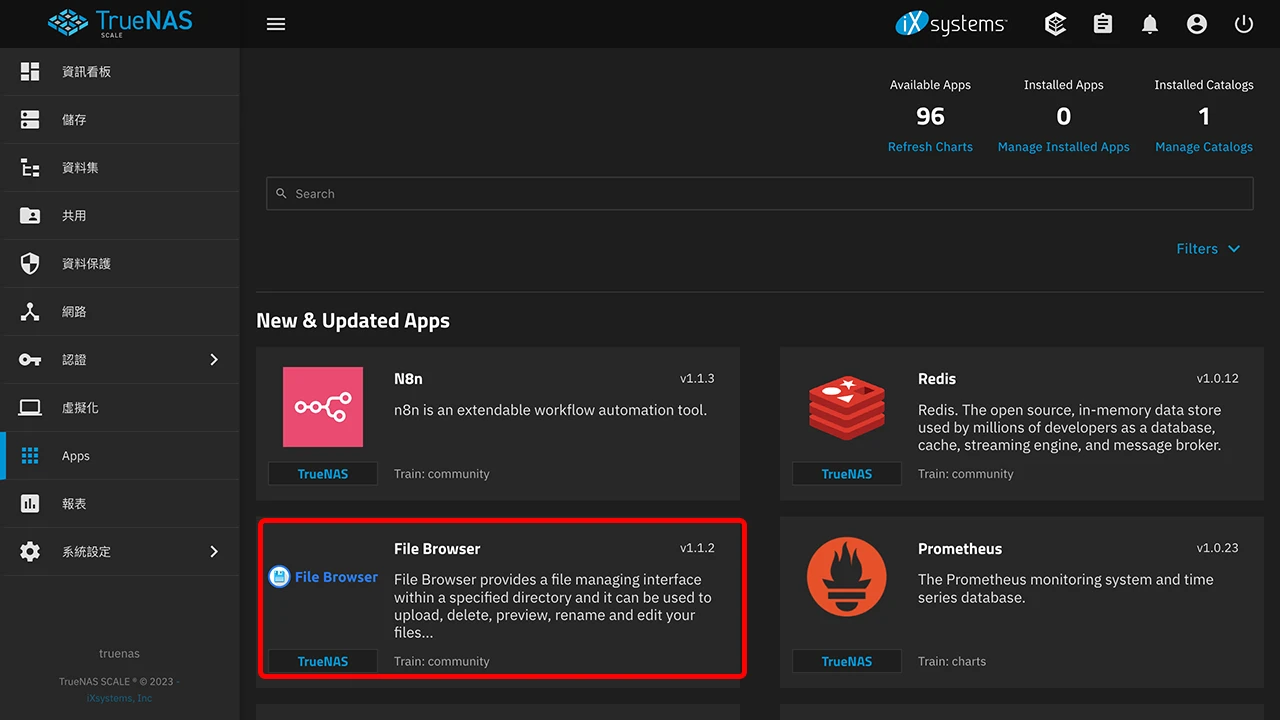 TrueNAS
SCALE
iXsystems
資訊看板
儲存
資料集
共用
資料保護
網路
認證
虛擬化
Apps
報表
系統設定
truenas
TrueNAS SCALE ® © 2023 -
iXsystems, Inc
Available Apps
96
Refresh Charts
Installed Apps
0
Manage Installed Apps
Installed Catalogs
1
Manage Catalogs
Search
Filters
New & Updated Apps
N8n
v1.1.3
n8n is an extendable workflow automation tool.
TrueNAS
Train: community
Redis
v1.0.12
Redis. The open source, in-memory data store
used by millions of developers as a database,
cache, streaming engine, and message broker.
TrueNAS
Train: community
File Browser
File Browser
v1.1.2
File Browser provides a file managing interface
within a specified directory and it can be used to
upload, delete, preview, rename and edit your
files...
TrueNAS
Train: community
Prometheus
v1.0.23
The Prometheus monitoring system and time
series database.
TrueNAS
Train: charts